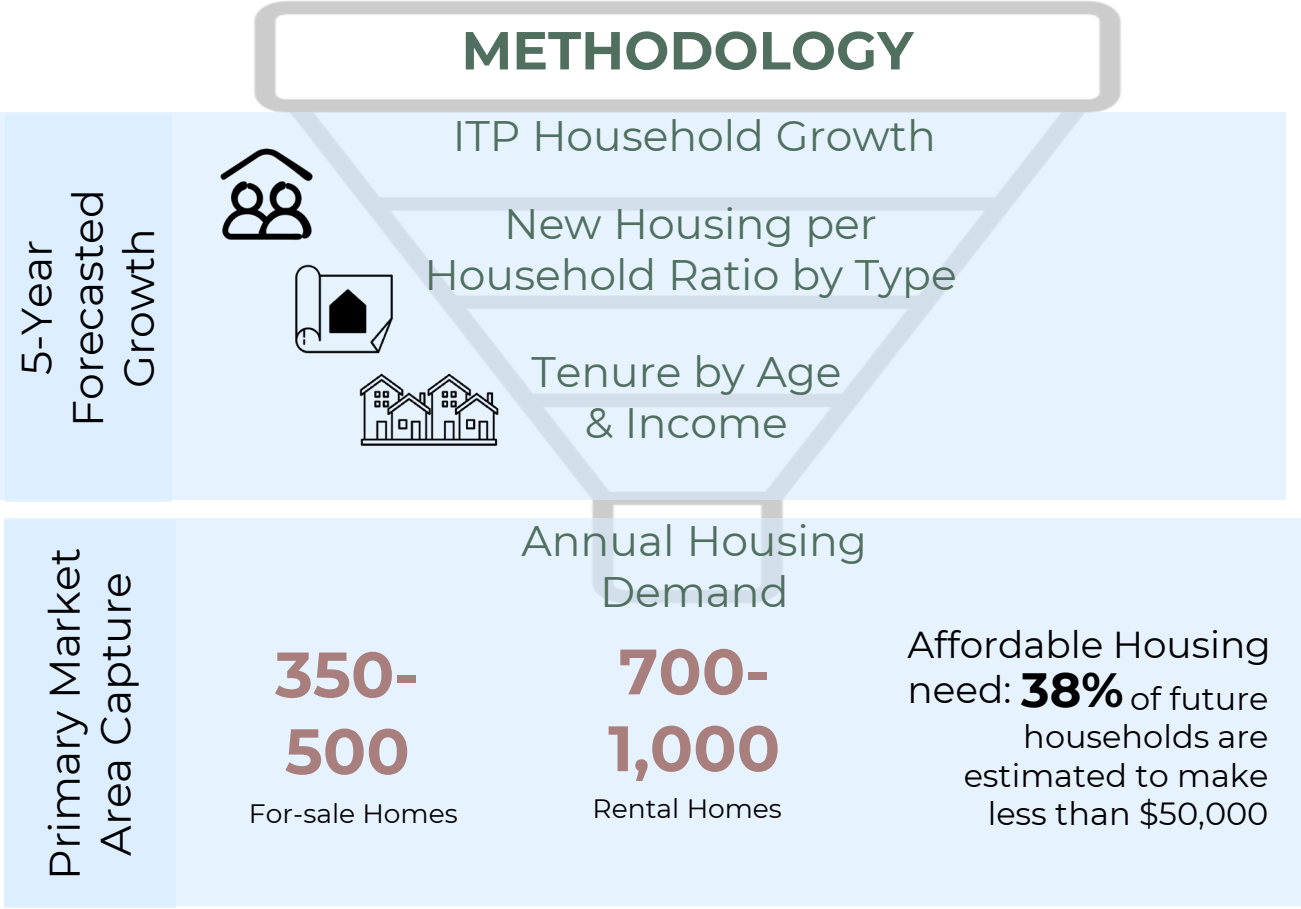 METHODOLOGY
5-Year
Forecasted
Growth
ITP Household Growth
New Housing per
Household Ratio by Type
Tenure by Age
& Income
Primary Market
Area Capture
Annual Housing
Demand
350-
500
For-sale Homes
700-
1,000
Rental Homes
Affordable Housing
need: 38% of future
households are
estimated to make
less than $50,000